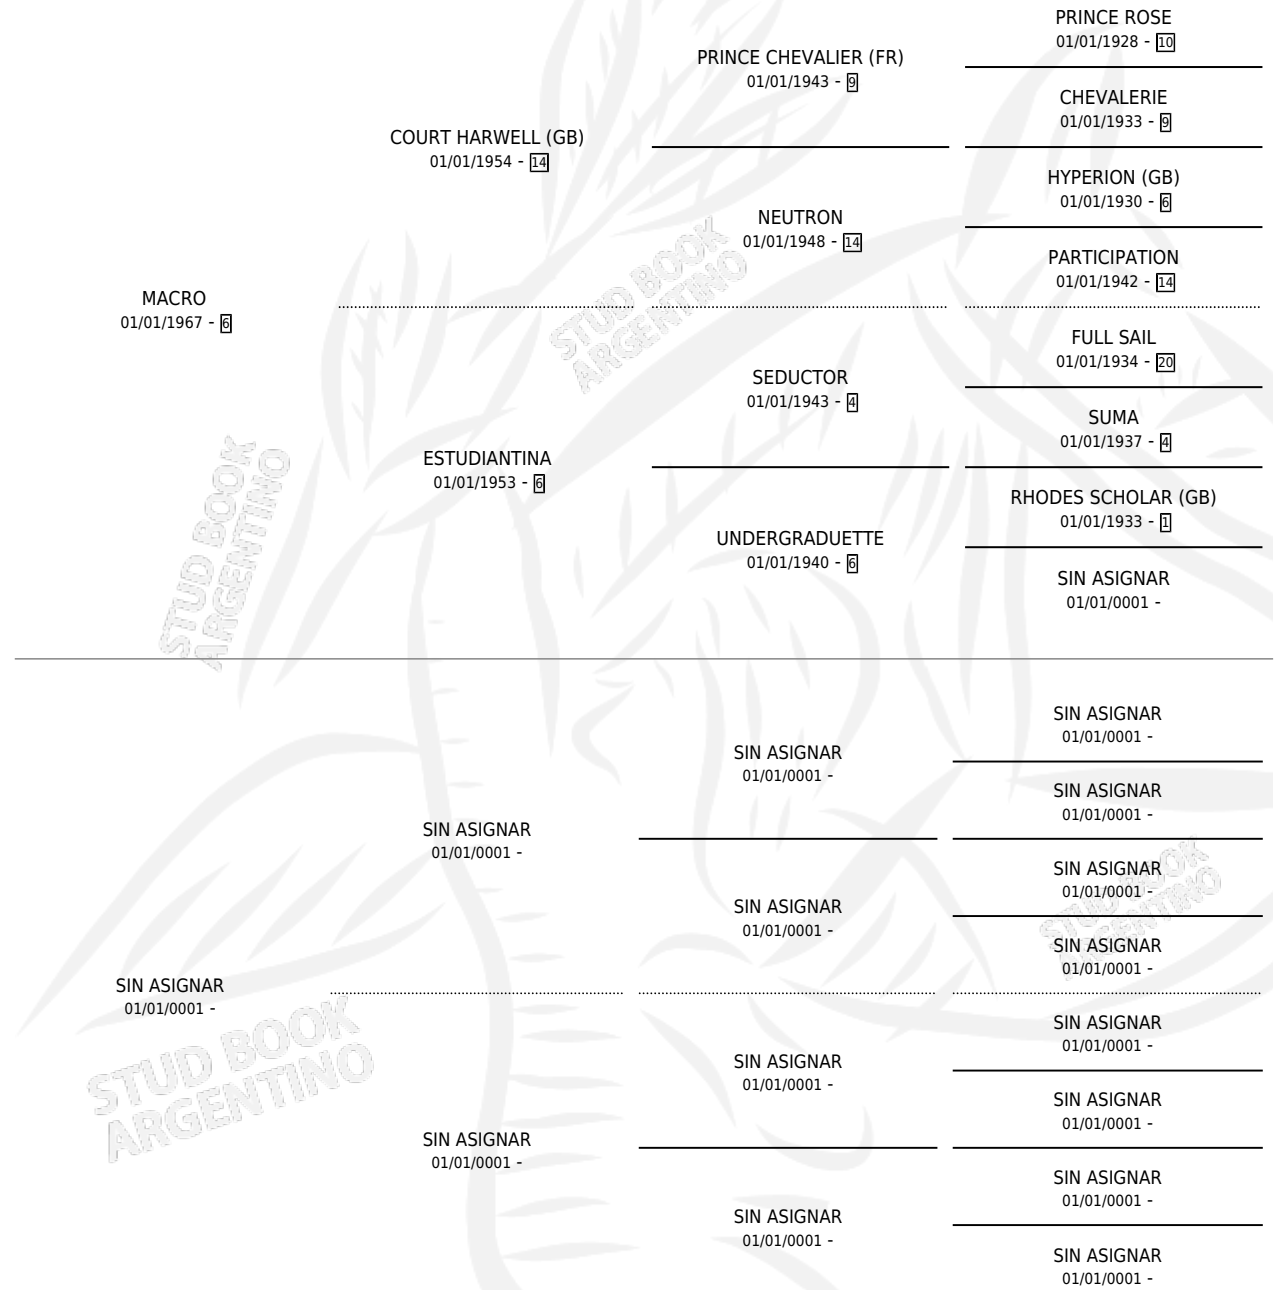 PRINCE ROSE
01/01/1928 - 10
PRINCE CHEVALIER (FR)
01/01/1943 - 9
CHEVALERIE
01/01/1933 - 9
COURT HARWELL (GB)
01/01/1954 - 14
HYPERION (GB)
01/01/1930 - 6
NEUTRON
01/01/1948 - 14
PARTICIPATION
01/01/1942 - 14
MACRO
01/01/1967 - 6
STUD BOOK
ARGENTINO
FULL SAIL
01/01/1934 - 20
SEDUCTOR
01/01/1943 - 4
SUMA
01/01/1937 - 4
ESTUDIANTINA
01/01/1953 - 6
RHODES SCHOLAR (GB)
01/01/1933 - 1
UNDERGRADUETTE
01/01/1940 - 6
SIN ASIGNAR
01/01/0001 -
STUD BOOK
ARGENTINO
SIN ASIGNAR
01/01/0001 -
SIN ASIGNAR
01/01/0001 -
SIN ASIGNAR
01/01/0001 -
SIN ASIGNAR
01/01/0001 -
SIN ASIGNAR
01/01/0001 -
SIN ASIGNAR
01/01/0001 -
SIN ASIGNAR
01/01/0001 -
STUD BOOK
ARGENTINO
SIN ASIGNAR
01/01/0001 -
SIN ASIGNAR
01/01/0001 -
SIN ASIGNAR
01/01/0001 -
SIN ASIGNAR
01/01/0001 -
STUD BOOK
ARGENTINO
SIN ASIGNAR
01/01/0001 -
SIN ASIGNAR
01/01/0001 -
SIN ASIGNAR
01/01/0001 -
SIN ASIGNAR
01/01/0001 -